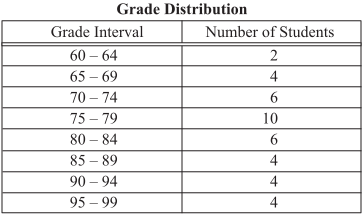 Grade Distribution
Grade Interval Number of Students
60 – 64 2
65 – 69 4
70 – 74 6
75 – 79 10
80 – 84 6
85 – 89 4
90 – 94 4
95 – 99 4